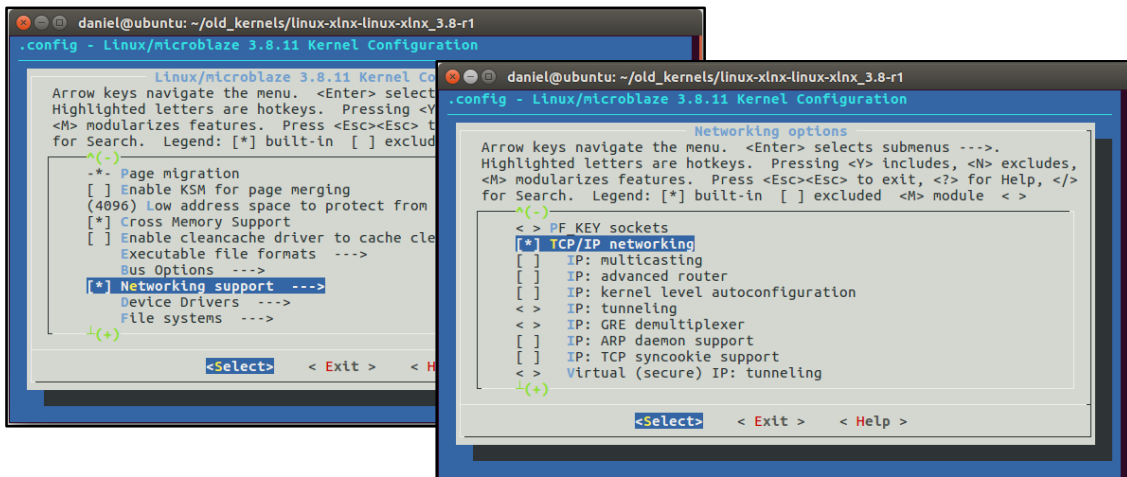 daniel@ubuntu: ~/old_kernels/linux-xlnx-linux-xlnx_3.8-r1
.config - Linux/microblaze 3.8.11 Kernel Configuration
Linux/microblaze 3.8.11 Kernel Co
Arrow keys navigate the menu.  <Enter> select
Highlighted letters are hotkeys.  Pressing <Y
<M> modularizes features.  Press <Esc><Esc> t
for Search.  Legend: [*] built-in  [ ] exclud
^(-)
-*- Page migration
[ ] Enable KSM for page merging
(4096) Low address space to protect from
[*] Cross Memory Support
[ ] Enable cleancache driver to cache cle
Executable file formats  --->
Bus Options  --->
[*] Networking support  --->
Device Drivers  --->
File systems  --->
┴(+)
<Select>    < Exit >    < H
daniel@ubuntu: ~/old_kernels/linux-xlnx-linux-xlnx_3.8-r1
.config - Linux/microblaze 3.8.11 Kernel Configuration
Networking options
Arrow keys navigate the menu.  <Enter> selects submenus --->.
Highlighted letters are hotkeys.  Pressing <Y> includes, <N> excludes,
<M> modularizes features.  Press <Esc><Esc> to exit, <?> for Help, </>
for Search.  Legend: [*] built-in  [ ] excluded  <M> module  < >
^(-)
< > PF_KEY sockets
[*] TCP/IP networking
[ ]   IP: multicasting
[ ]   IP: advanced router
[ ]   IP: kernel level autoconfiguration
< >   IP: tunneling
< >   IP: GRE demultiplexer
[ ]   IP: ARP daemon support
[ ]   IP: TCP syncookie support
< >   Virtual (secure) IP: tunneling
┴(+)
<Select>    < Exit >    < Help >